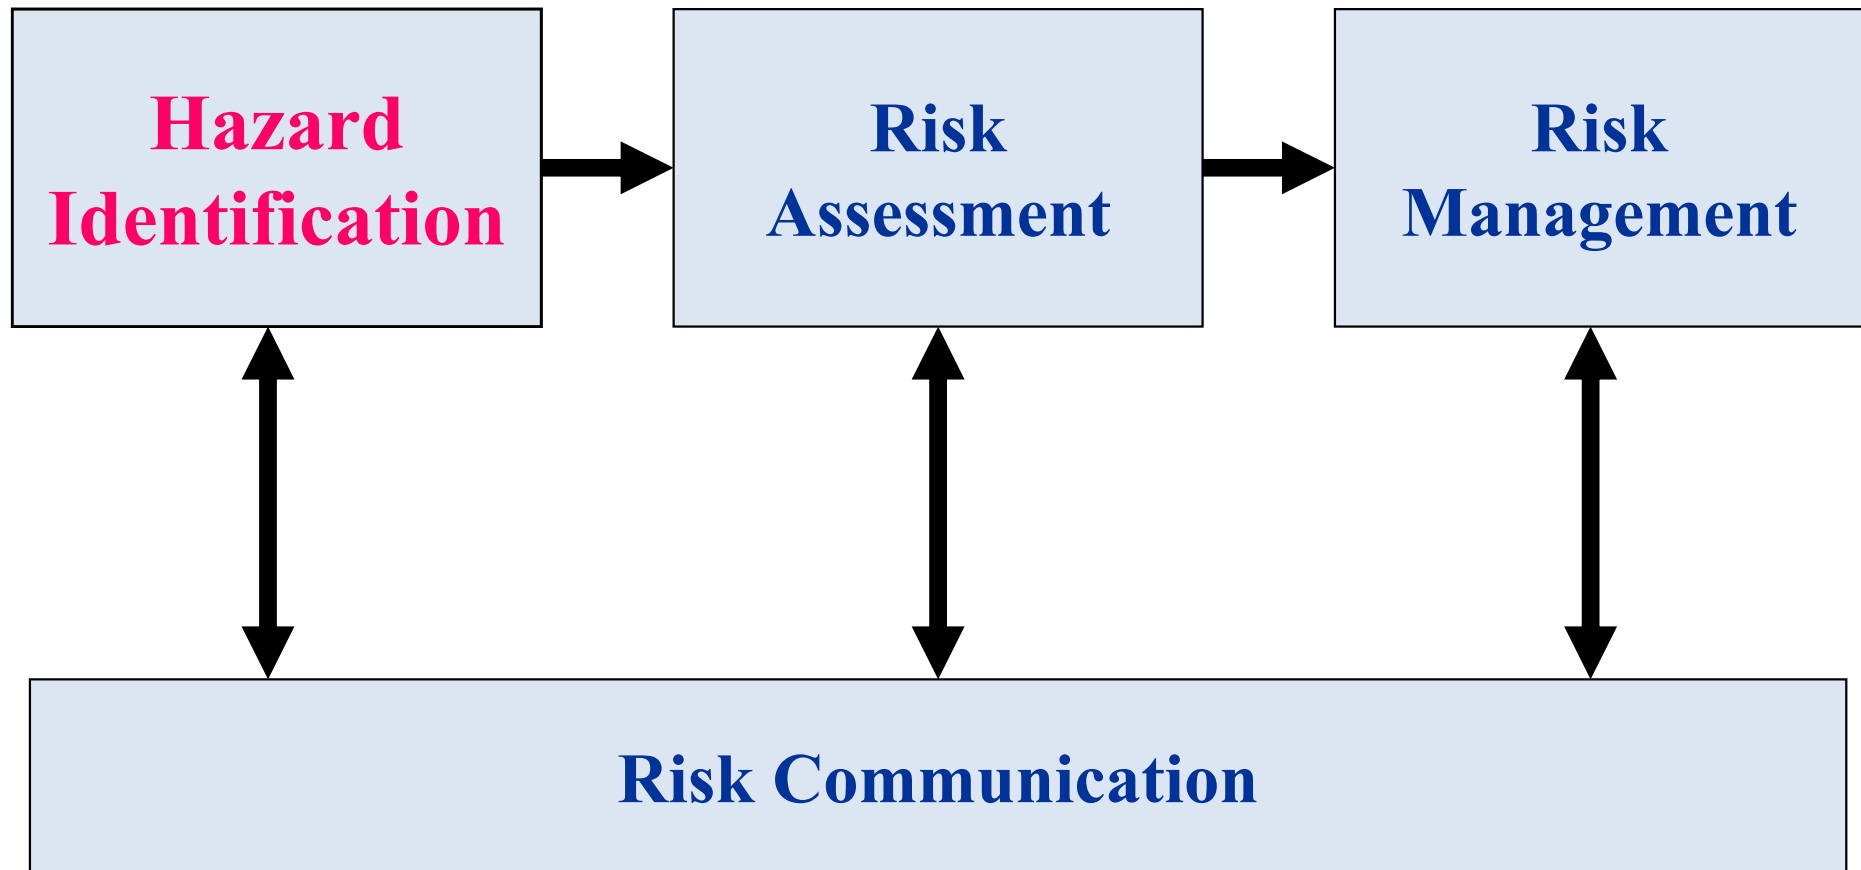 Hazard
Identification
Risk
Assessment
Risk
Management
Risk Communication